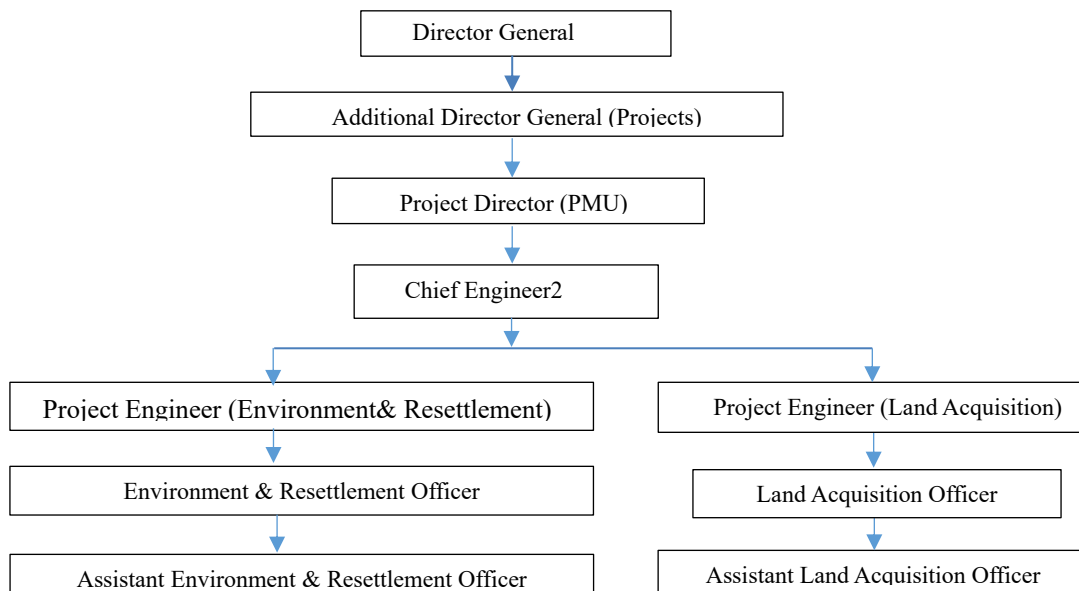 Director General
Additional Director General (Projects)
Project Director (PMU)
Chief Engineer2
Project Engineer (Environment& Resettlement)
Project Engineer (Land Acquisition)
Environment & Resettlement Officer
Land Acquisition Officer
Assistant Environment & Resettlement Officer
Assistant Land Acquisition Officer